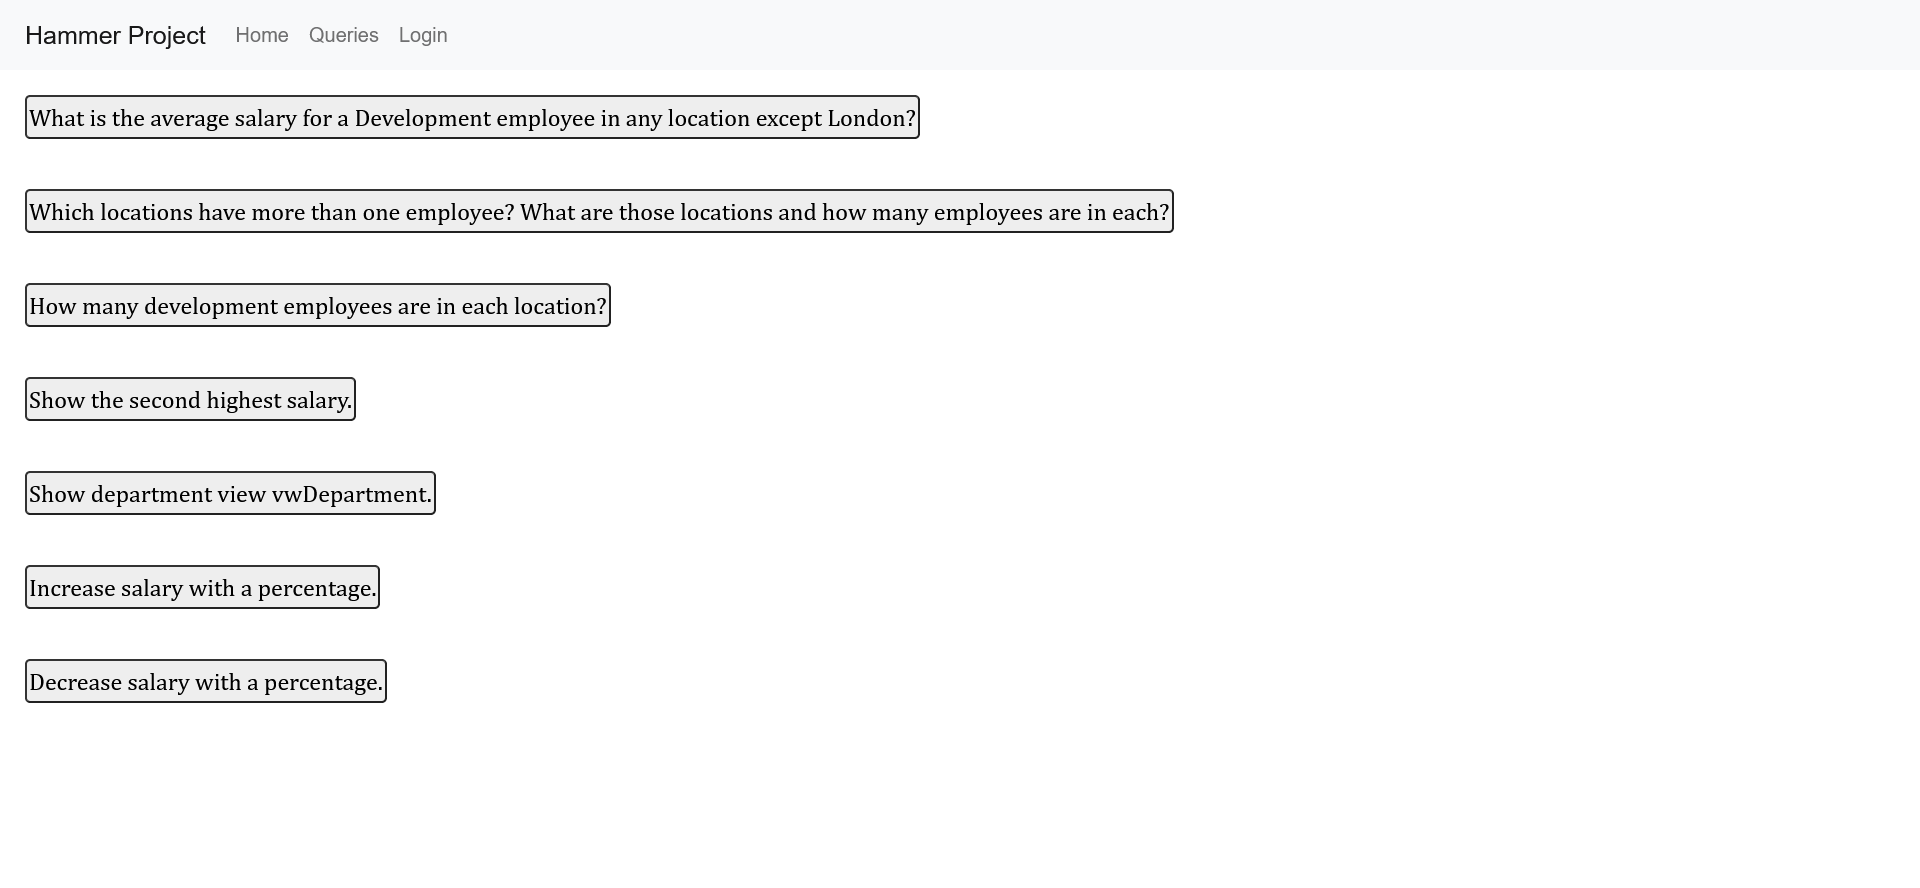 Hammer Project Home Queries Login
What is the average salary for a Development employee in any location except London?
Which locations have more than one employee? What are those locations and how many employees are in each?
How many development employees are in each location?
Show the second highest salary.
Show department view vwDepartment.
Increase salary with a percentage.
Decrease salary with a percentage.